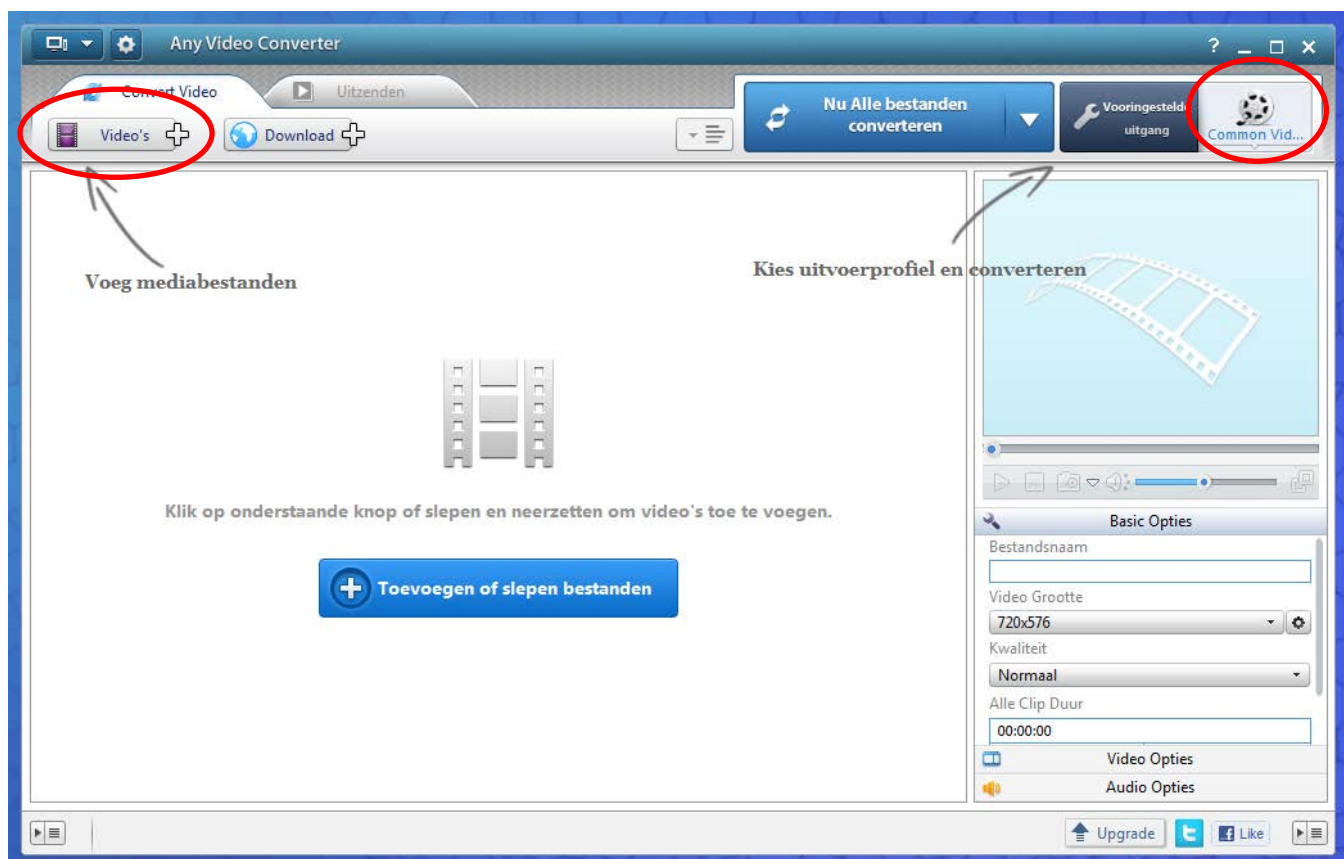 Any Video Converter
?
Convert Video
Uitzenden
Video's
Download
Nu Alle bestanden
converteren
Vooringestelde
uitgang
Common Vid...
Voeg mediabestanden
Kies uitvoerprofiel en converteren
Klik op onderstaande knop of slepen en neerzetten om video's toe te voegen.
Toevoegen of slepen bestanden
Basic Opties
Bestandsnaam
Video Grootte
720x576
Kwaliteit
Normaal
Alle Clip Duur
00:00:00
Video Opties
Audio Opties
Upgrade
Like